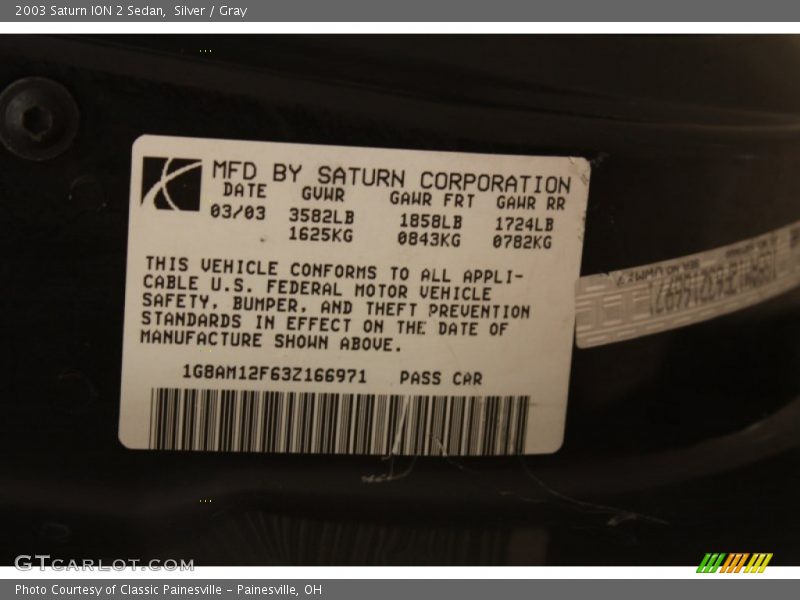 2003 Saturn ION 2 Sedan,  Silver / Gray
MFD BY SATURN CORPORATION
DATE GVWR GAWR FRT GAWR RR
03/03 3582LB 1858LB 1724LB
1625KG 0843KG 0782KG
THIS VEHICLE CONFORMS TO ALL APPLI-
CABLE U.S. FEDERAL MOTOR VEHICLE
SAFETY, BUMPER, AND THEFT PREVENTION
STANDARDS IN EFFECT ON THE DATE OF
MANUFACTURE SHOWN ABOVE.
1G8AM12F63Z166971 PASS CAR
GTCARLOT.COM
Photo Courtesy of Classic Painesville - Painesville, OH